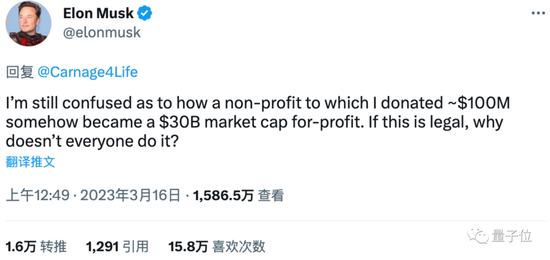 Elon Musk
@elonmusk
回复 @Carnage4Life
I’m still confused as to how a non-profit to which I donated ~$100M
somehow became a $30B market cap for-profit. If this is legal, why
doesn’t everyone do it?
翻译推文
上午12:49 · 2023年3月16日 · 1,586.5万 查看
1.6万 转推 1,291 引用 15.8万 喜欢次数
量子位